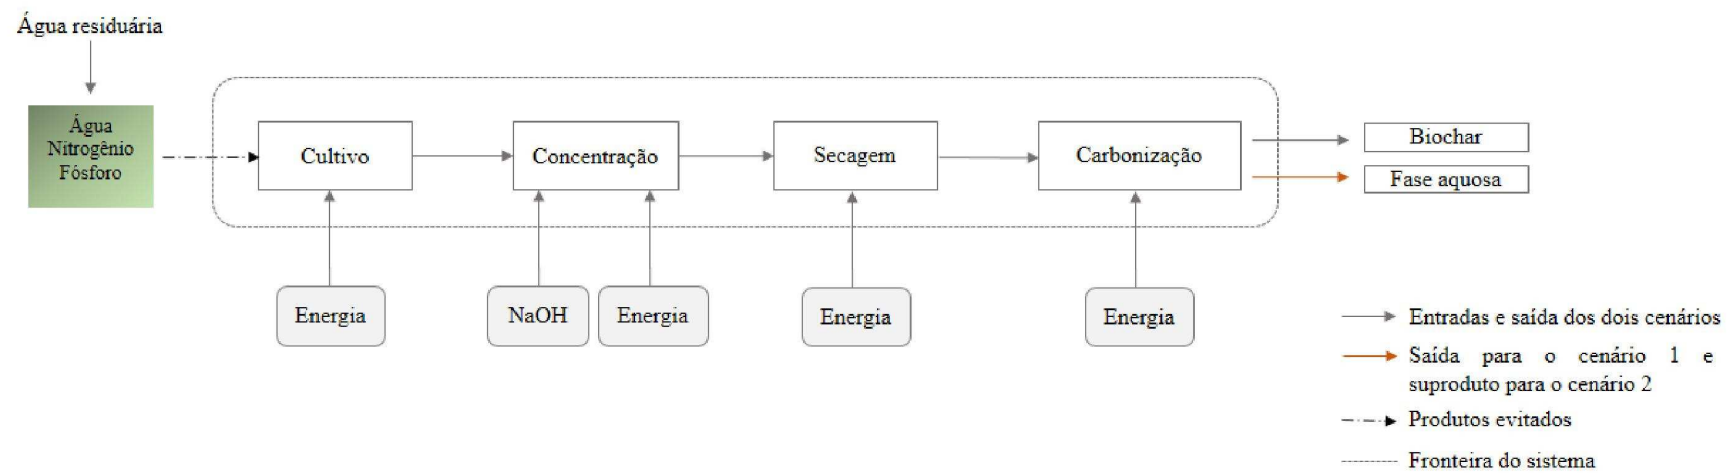 Água residuária
Água
Nitrogênio
Fósforo
Cultivo
Concentração
Secagem
Carbonização
Biochar
Fase aquosa
Energia
NaOH
Energia
Energia
Energia
Entradas e saída dos dois cenários
Saída para o cenário 1 e
suproduto para o cenário 2
Produtos evitados
Fronteira do sistema